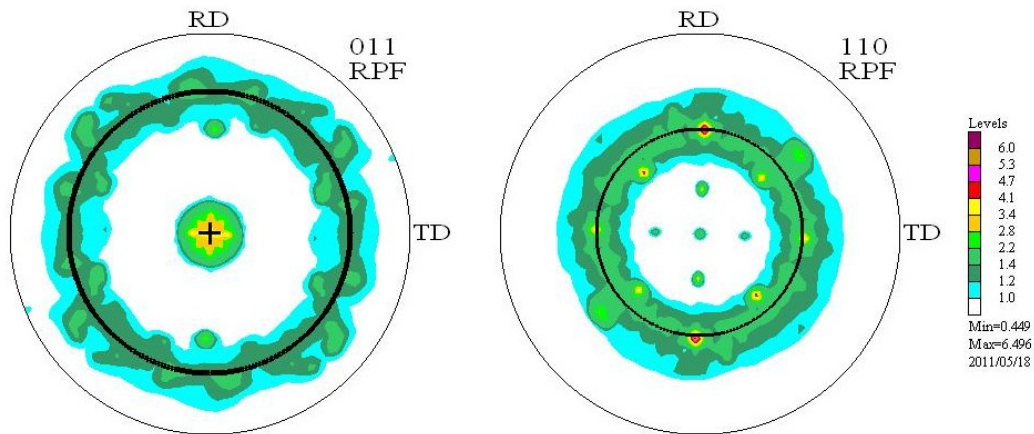 RD
011
RPF
TD
RD
110
RPF
TD
Levels
6.0
5.3
4.7
4.1
3.4
2.8
2.2
1.4
1.2
1.0
Min=0.449
Max=6.496
2011/05/18